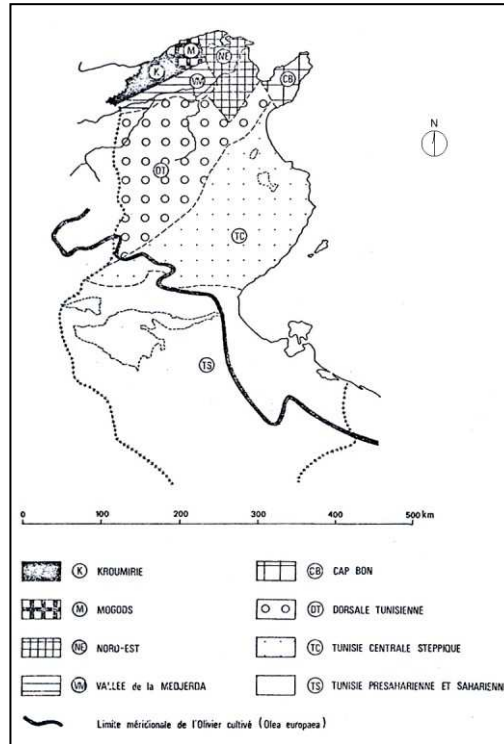 M
NE
K
VM
CB
N
DT
TC
TS
0 100 200 300 400 500 km
K KROUMIRIE
CB CAP BON
M MOGODS
DT DORSALE TUNISIENNE
NE NORD-EST
TC TUNISIE CENTRALE STEPPIQUE
VM VALLEE de la MEDJERDA
TS TUNISIE PRESAHARIENNE ET SAHARIENNE
Limite méridionale de l'Olivier cultivé (Olea europaea)